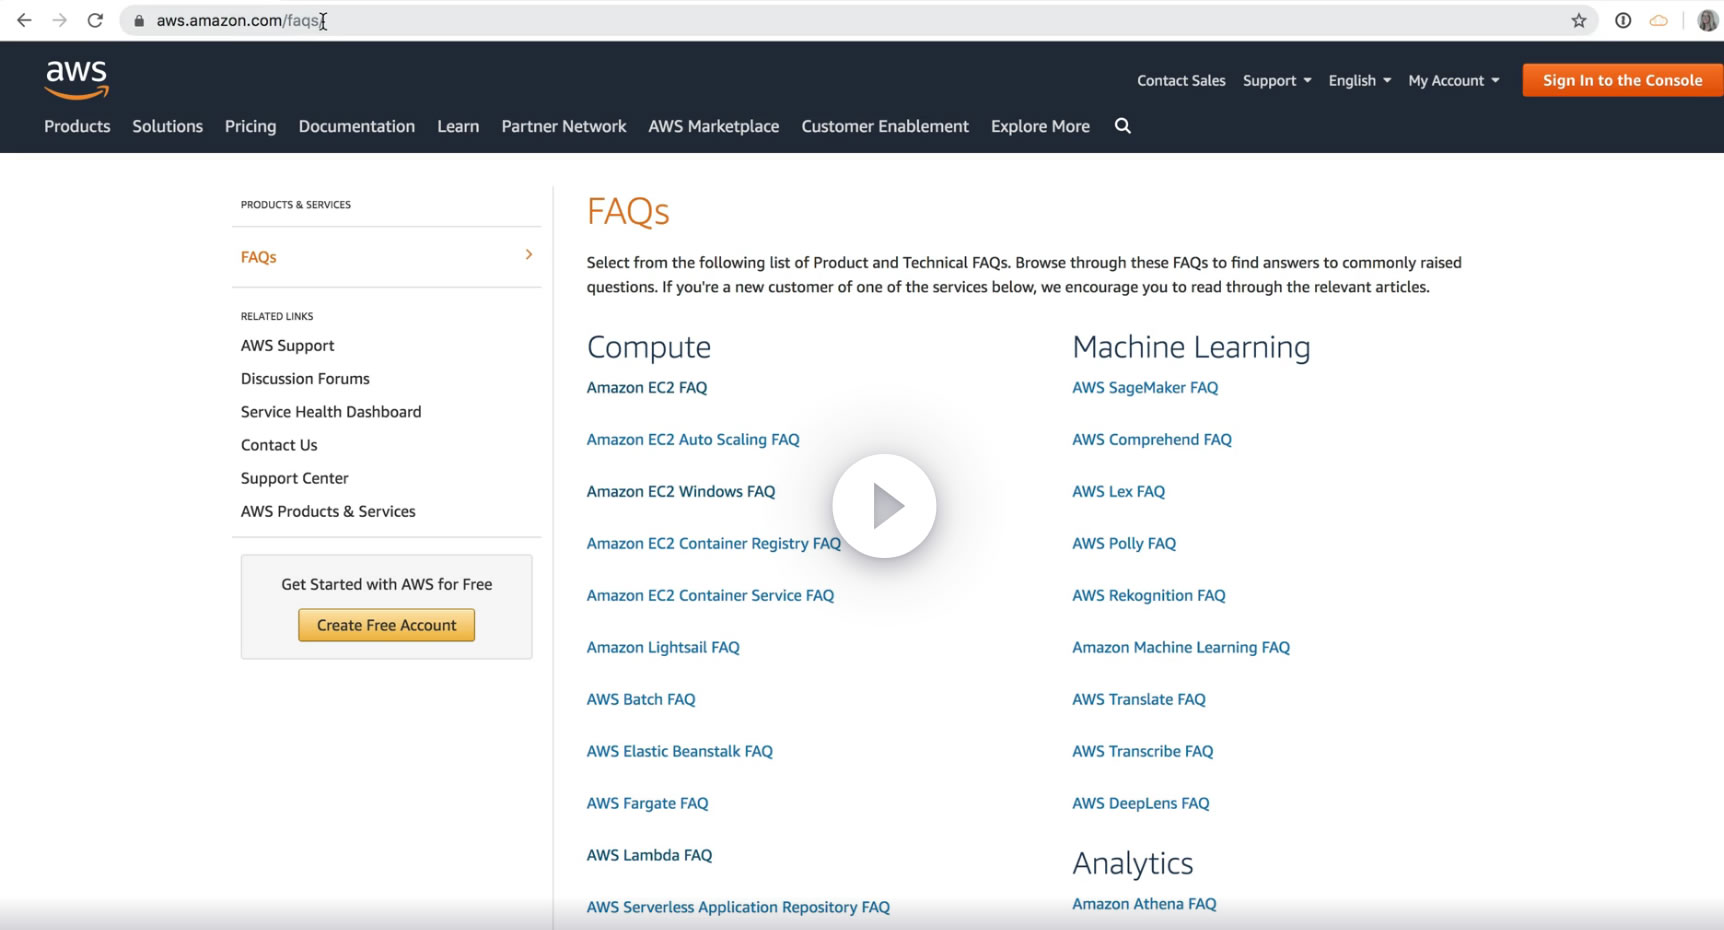 aws.amazon.com/faqs/
aws
Contact Sales Support English My Account Sign In to the Console
Products Solutions Pricing Documentation Learn Partner Network AWS Marketplace Customer Enablement Explore More
PRODUCTS & SERVICES
FAQs
RELATED LINKS
AWS Support
Discussion Forums
Service Health Dashboard
Contact Us
Support Center
AWS Products & Services
Get Started with AWS for Free
Create Free Account
FAQs
Select from the following list of Product and Technical FAQs. Browse through these FAQs to find answers to commonly raised
questions. If you're a new customer of one of the services below, we encourage you to read through the relevant articles.
Compute
Amazon EC2 FAQ
Amazon EC2 Auto Scaling FAQ
Amazon EC2 Windows FAQ
Amazon EC2 Container Registry FAQ
Amazon EC2 Container Service FAQ
Amazon Lightsail FAQ
AWS Batch FAQ
AWS Elastic Beanstalk FAQ
AWS Fargate FAQ
AWS Lambda FAQ
AWS Serverless Application Repository FAQ
Machine Learning
AWS SageMaker FAQ
AWS Comprehend FAQ
AWS Lex FAQ
AWS Polly FAQ
AWS Rekognition FAQ
Amazon Machine Learning FAQ
AWS Translate FAQ
AWS Transcribe FAQ
AWS DeepLens FAQ
Analytics
Amazon Athena FAQ